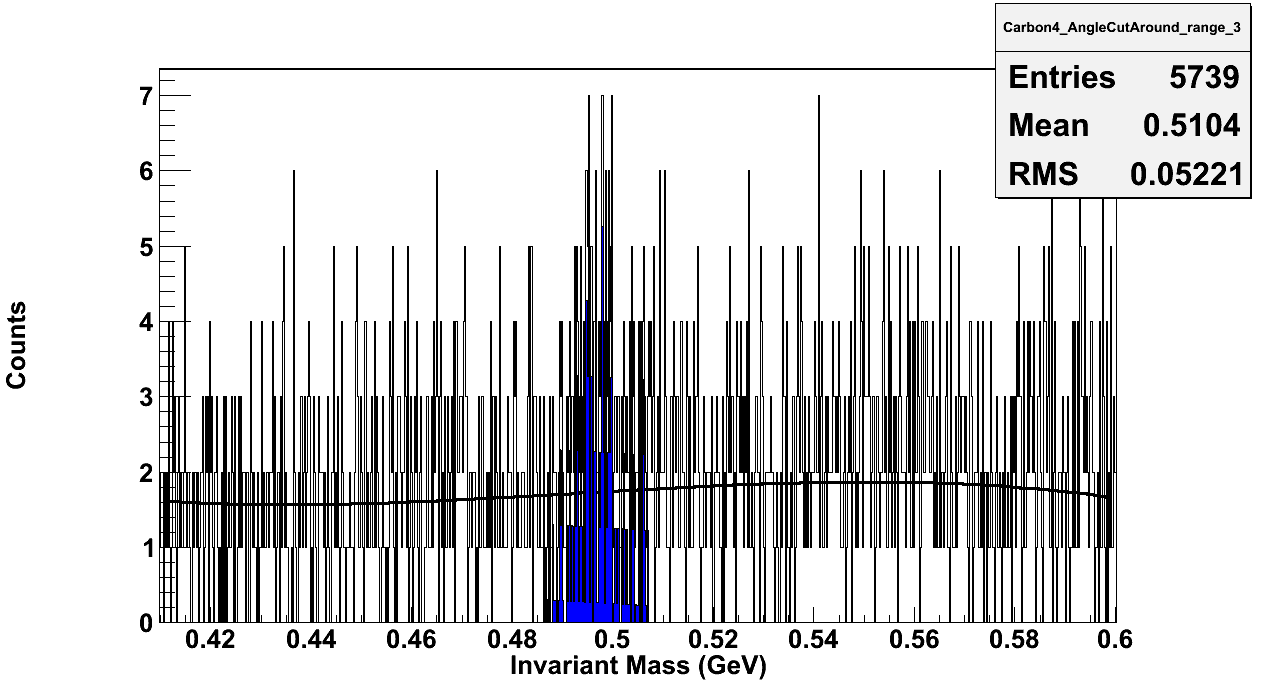 Carbon4_AngleCutAround_range_3
Entries 5739
Mean 0.5104
RMS 0.05221
7
6
5
4
3
2
1
0
Counts
0.42 0.44 0.46 0.48 0.5 0.52 0.54 0.56 0.58 0.6
Invariant Mass (GeV)